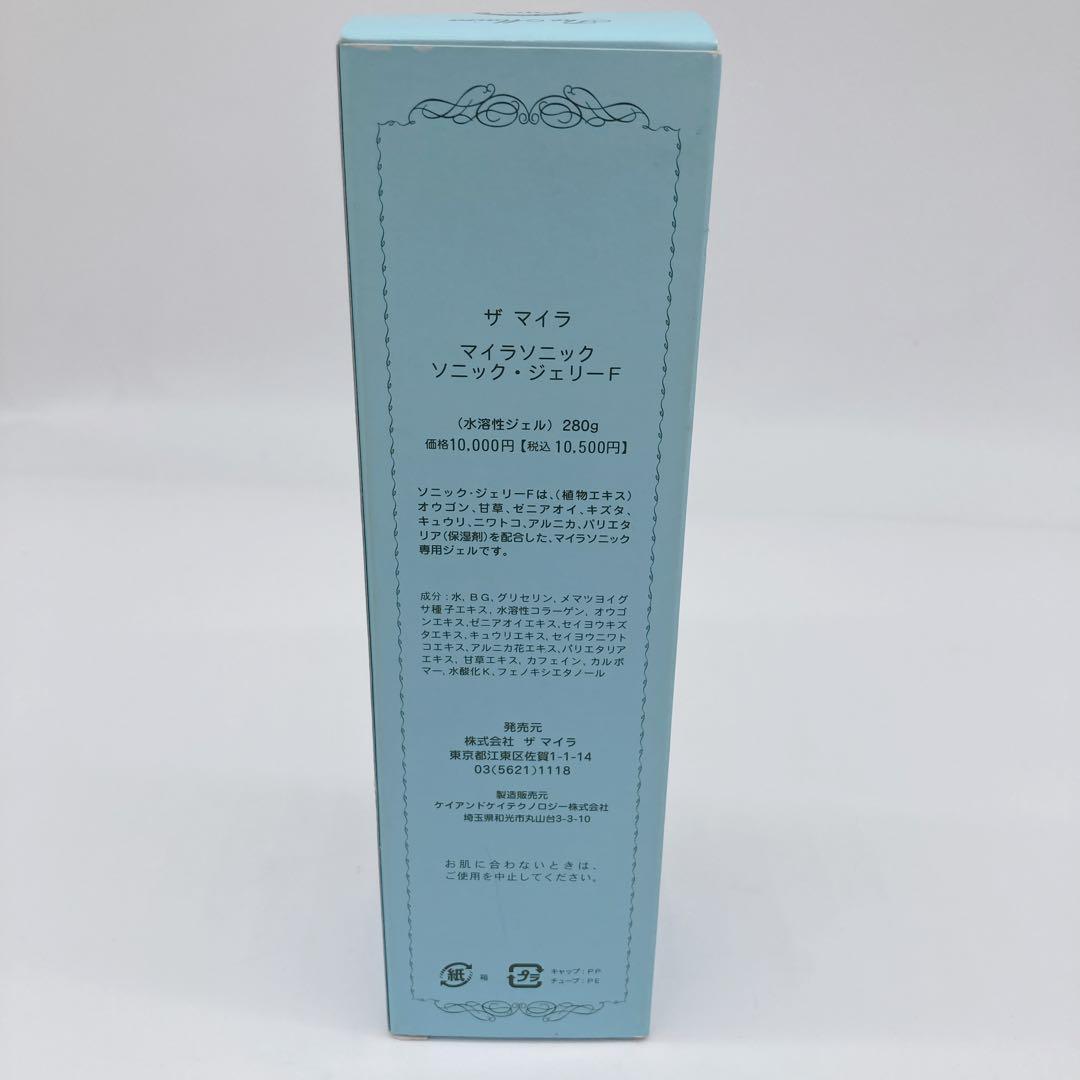 ザ マイラ
マイラソニック
ソニック・ジェリーF
（水溶性ジェル） 280g
価格10,000円【税込 10,500円】
ソニック・ジェリーFは、（植物エキス）
オウゴン、甘草、ゼニアオイ、キズタ、
キュウリ、ニワトコ、アルニカ、パリエタ
リア（保湿剤）を配合した、マイラソニック
専用ジェルです。
成分：水、BG、グリセリン、メマツヨイグ
サ種子エキス、水溶性コラーゲン、オウゴ
ンエキス、ゼニアオイエキス、セイヨウキズ
タエキス、キュウリエキス、セイヨウニワト
コエキス、アルニカ花エキス、パリエタリア
エキス、甘草エキス、カフェイン、カルボ
マー、水酸化K、フェノキシエタノール
発売元
株式会社 ザ マイラ
東京都江東区佐賀1-1-14
03(5621)1118
製造販売元
ケイアンドケイテクノロジー株式会社
埼玉県和光市丸山台3-3-10
お肌に合わないときは、
ご使用を中止してください。
紙 箱 プラ キャップ：PP
チューブ：PE